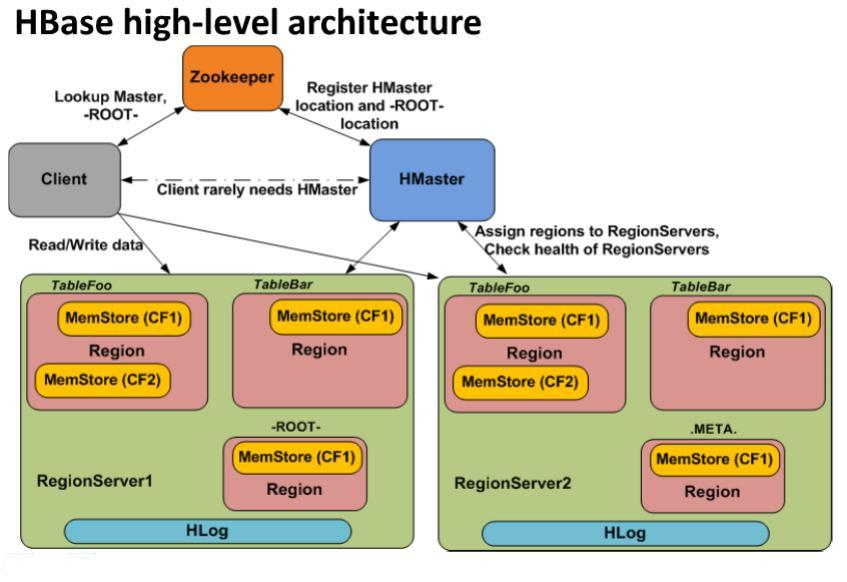 HBase high-level architecture
Zookeeper
Lookup Master,
-ROOT-
Register HMaster
location and -ROOT-
location
Client
Client rarely needs HMaster
HMaster
Read/Write data
Assign regions to RegionServers,
Check health of RegionServers
TableFoo
MemStore (CF1)
Region
MemStore (CF2)
TableBar
MemStore (CF1)
Region
-ROOT-
MemStore (CF1)
Region
RegionServer1
HLog
TableFoo
MemStore (CF1)
Region
MemStore (CF2)
TableBar
MemStore (CF1)
Region
.META.
MemStore (CF1)
Region
RegionServer2
HLog